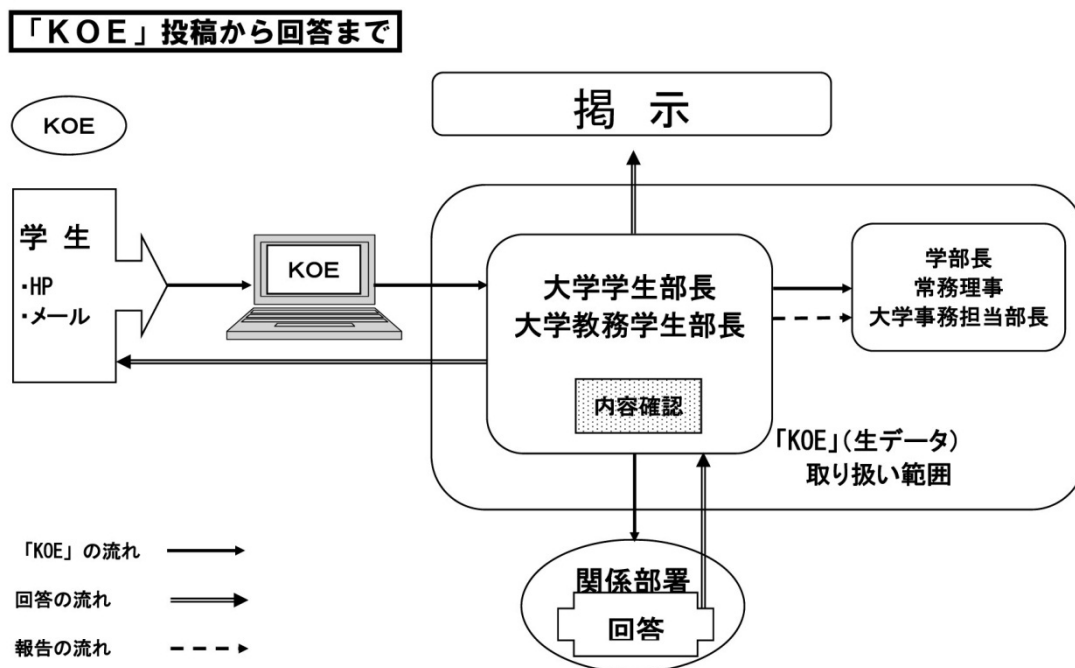 「KOE」投稿から回答まで
KOE
掲 示
学 生
・HP
・メール
KOE
大学学生部長
大学教務学生部長
内容確認
学部長
常務理事
大学事務担当部長
「KOE」（生データ）
取り扱い範囲
関係部署
回答
「KOE」の流れ
回答の流れ
報告の流れ